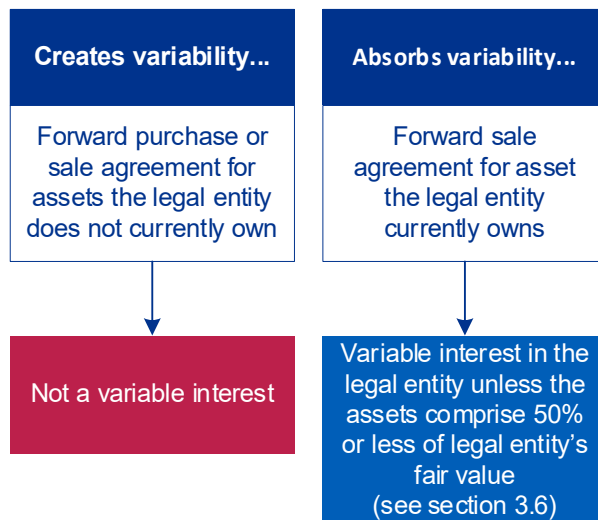 Creates variability...
Forward purchase or
sale agreement for
assets the legal entity
does not currently own
Not a variable interest
Absorbs variability...
Forward sale
agreement for asset
the legal entity
currently owns
Variable interest in the
legal entity unless the
assets comprise 50%
or less of legal entity’s
fair value
(see section 3.6)